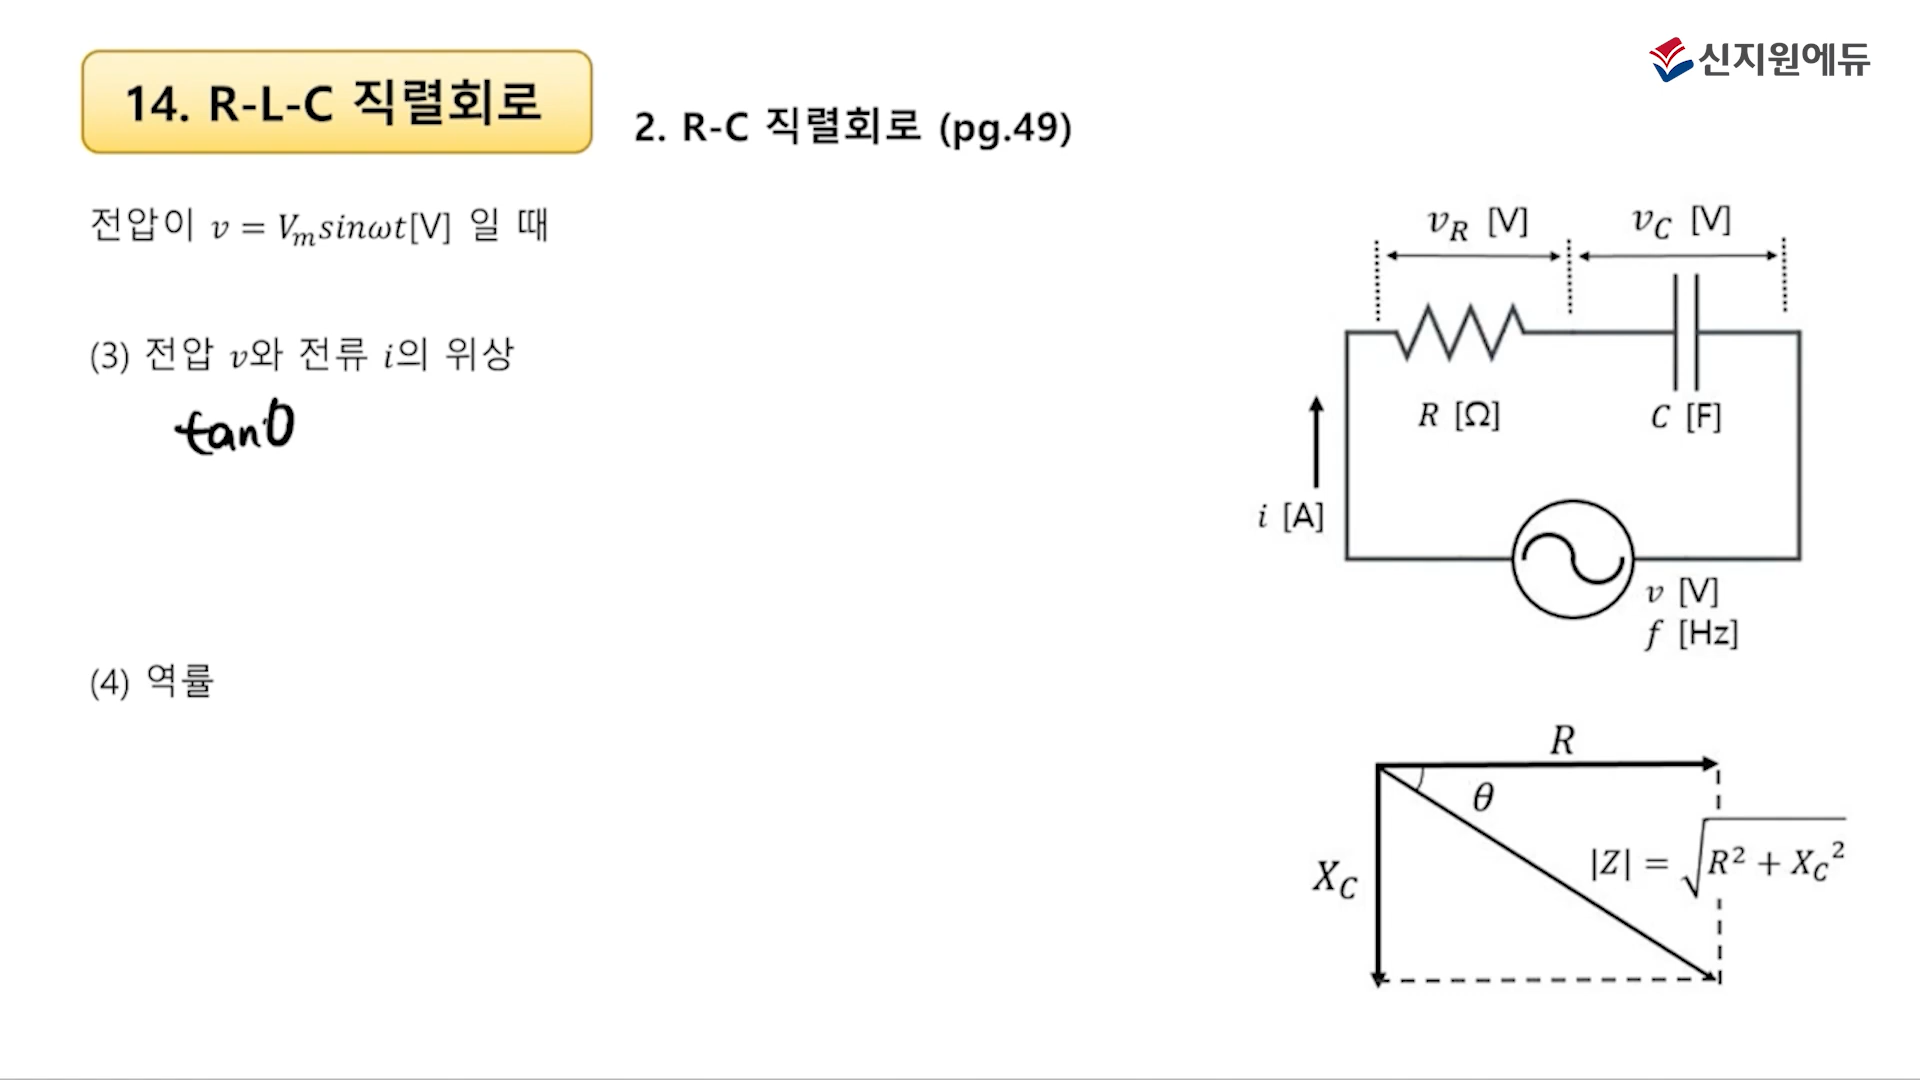 신지원에듀
14. R-L-C 직렬회로
2. R-C 직렬회로 (pg.49)
전압이 v = Vₘsinωt[V] 일 때
(3) 전압 v와 전류 i의 위상
tanθ
(4) 역률
v_R [V]
v_C [V]
R [Ω]
C [F]
i [A]
v [V]
f [Hz]
R
θ
X_C
|Z| = √(R² + X_C²)